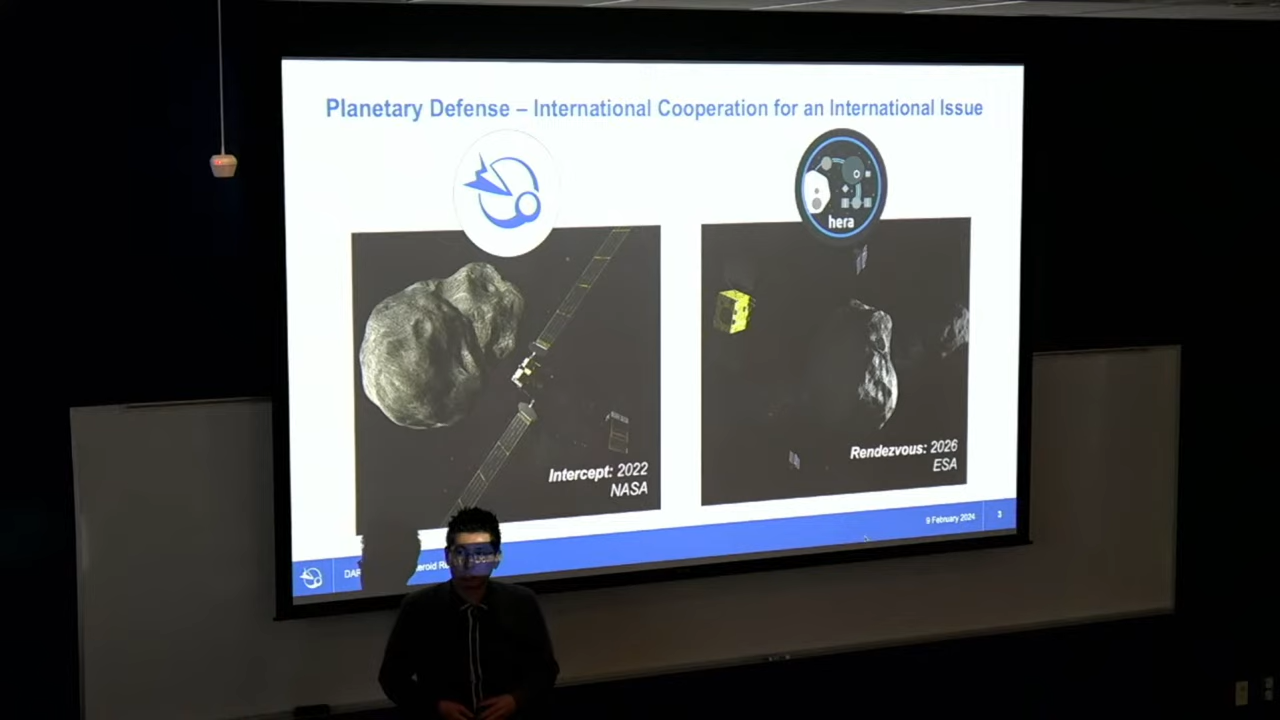 Planetary Defense – International Cooperation for an International Issue
hera
Intercept: 2022
NASA
Rendezvous: 2026
ESA
9 February 2024
3